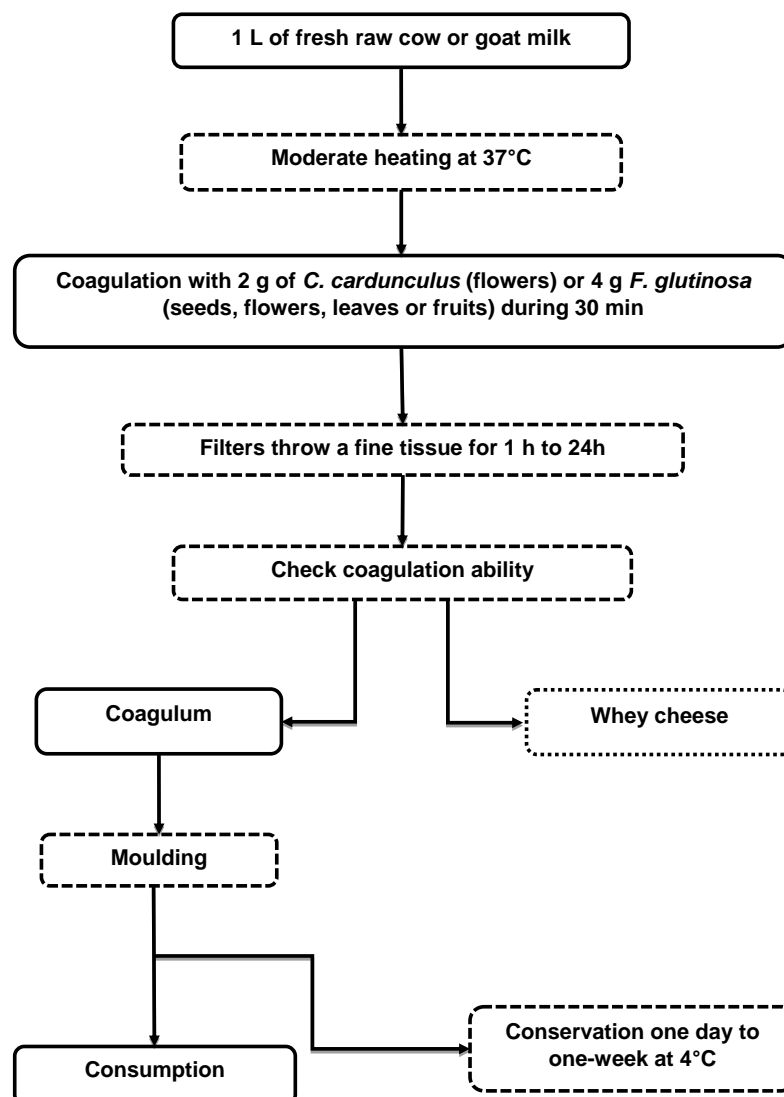 1 L of fresh raw cow or goat milk
Moderate heating at 37°C
Coagulation with 2 g of C. cardunculus (flowers) or 4 g F. glutinosa
(seeds, flowers, leaves or fruits) during 30 min
Filters throw a fine tissue for 1 h to 24h
Check coagulation ability
Coagulum
Whey cheese
Moulding
Conservation one day to
one-week at 4°C
Consumption